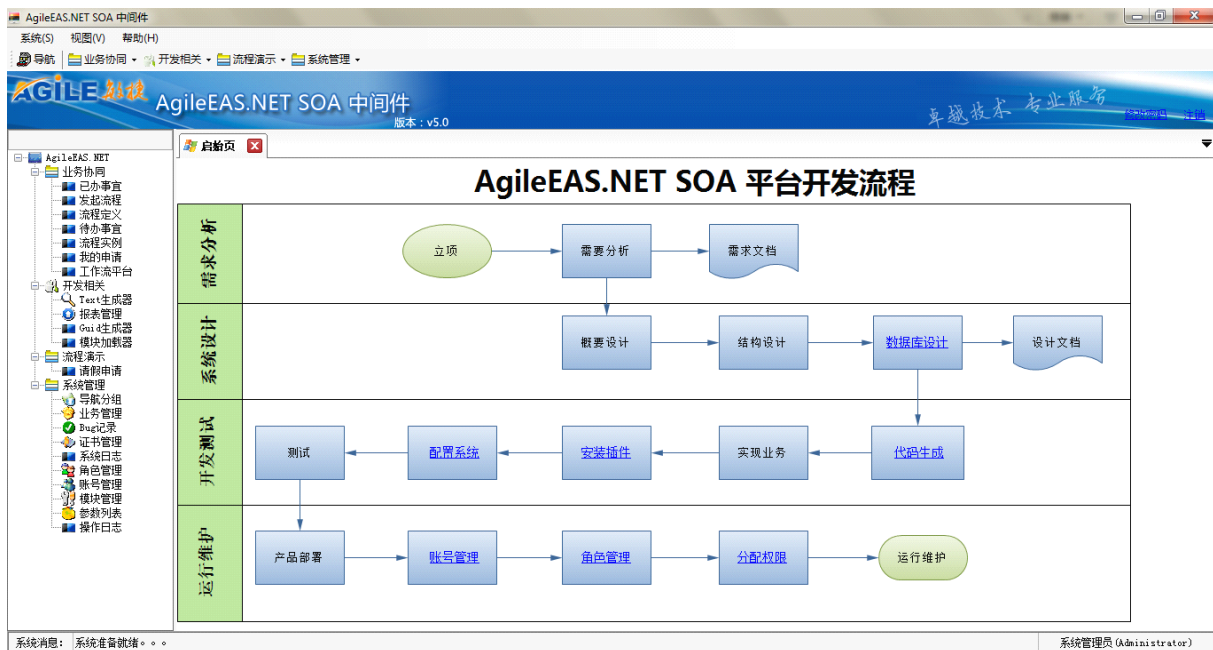 AgileEAS.NET SOA 中间件
系统(S) 视图(V) 帮助(H)
导航 业务协同 开发相关 流程演示 系统管理
AGILE AgileEAS.NET SOA 中间件
版本：v5.0
卓越技术 专业服务
修改密码 注销
启始页
AgileEAS.NET
业务协同
已办事宜
发起流程
流程定义
待办事宜
流程实例
我的申请
工作流平台
开发相关
Text生成器
报表管理
Guid生成器
模块加载器
流程演示
请假申请
系统管理
导航分组
业务管理
Bug记录
证书管理
系统日志
角色管理
账号管理
模块管理
参数列表
操作日志
AgileEAS.NET SOA 平台开发流程
需求分析
立项 需要分析 需求文档
系统设计
概要设计 结构设计 数据库设计 设计文档
开发测试
测试 配置系统 安装插件 实现业务 代码生成
运行维护
产品部署 账号管理 角色管理 分配权限 运行维护
系统消息： 系统准备就绪。。。 系统管理员(Administrator)